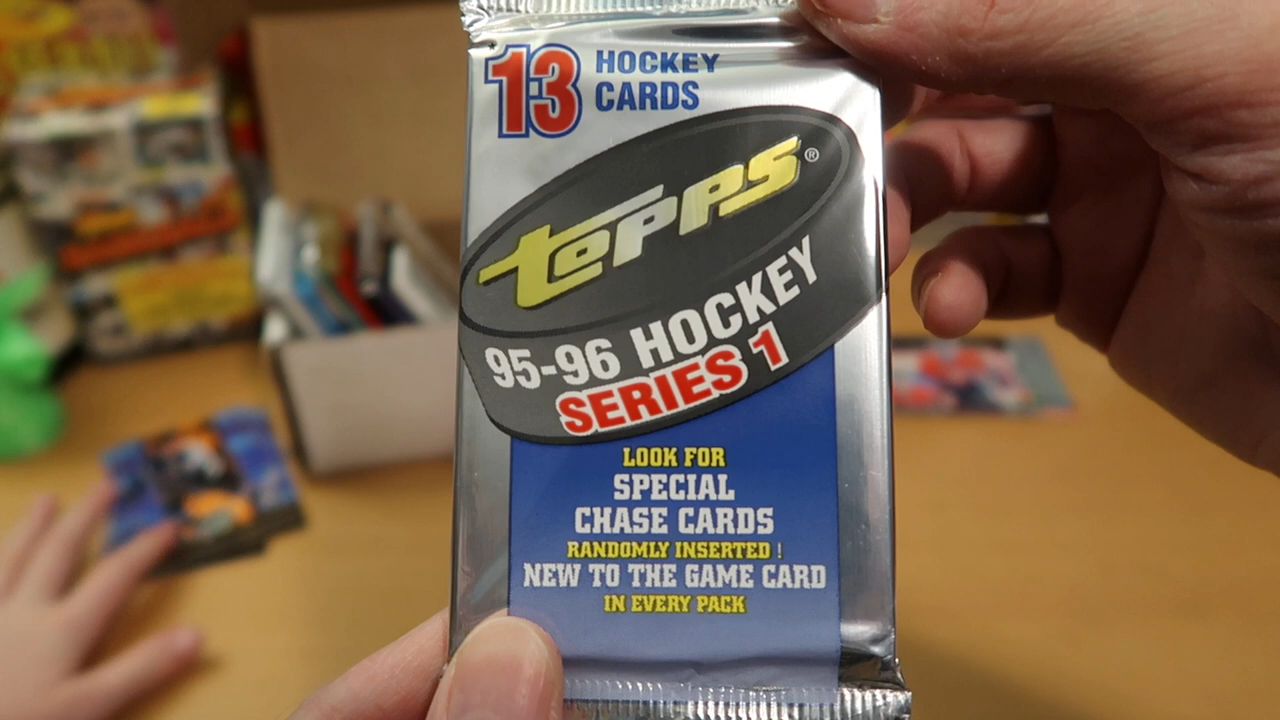 13 HOCKEY
CARDS
topps®
95-96 HOCKEY
SERIES 1
LOOK FOR
SPECIAL
CHASE CARDS
RANDOMLY INSERTED !
NEW TO THE GAME CARD
IN EVERY PACK